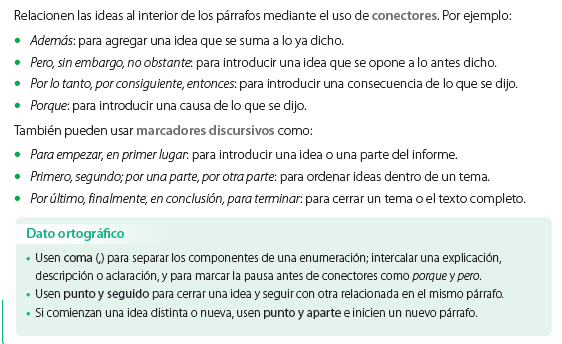 Relacionen las ideas al interior de los párrafos mediante el uso de conectores. Por ejemplo:
• Además: para agregar una idea que se suma a lo ya dicho.
• Pero, sin embargo, no obstante: para introducir una idea que se opone a lo antes dicho.
• Por lo tanto, por consiguiente, entonces: para introducir una consecuencia de lo que se dijo.
• Porque: para introducir una causa de lo que se dijo.
También pueden usar marcadores discursivos como:
• Para empezar, en primer lugar: para introducir una idea o una parte del informe.
• Primero, segundo; por una parte, por otra parte: para ordenar ideas dentro de un tema.
• Por último, finalmente, en conclusión, para terminar: para cerrar un tema o el texto completo.
Dato ortográfico
• Usen coma (,) para separar los componentes de una enumeración; intercalar una explicación,
descripción o aclaración, y para marcar la pausa antes de conectores como porque y pero.
• Usen punto y seguido para cerrar una idea y seguir con otra relacionada en el mismo párrafo.
• Si comienzan una idea distinta o nueva, usen punto y aparte e inicien un nuevo párrafo.